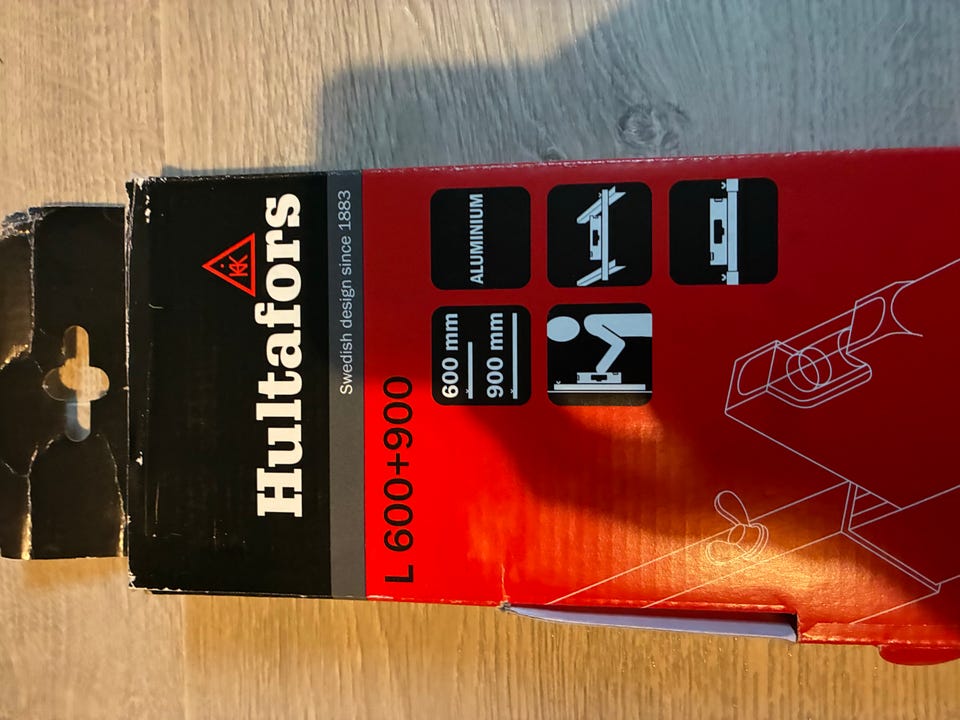 HK
Hultafors
Swedish design since 1883
L 600+900
600 mm
900 mm
ALUMINIUM